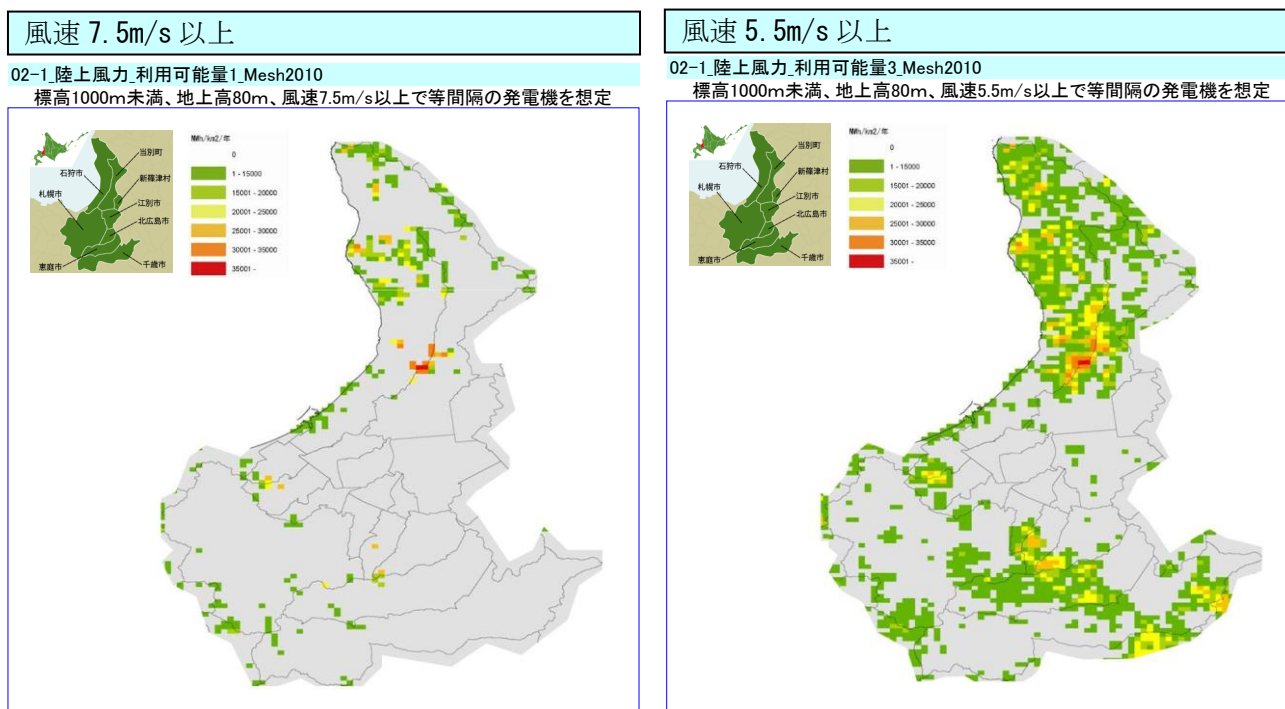 風速 7.5m/s 以上
02-1_陸上風力_利用可能量1_Mesh2010
標高1000m未満、地上高80m、風速7.5m/s以上で等間隔の発電機を想定
当別町
石狩市
新篠津村
札幌市
江別市
北広島市
恵庭市
千歳市
MWh/km2/年
0
1 - 15000
15001 - 20000
20001 - 25000
25001 - 30000
30001 - 35000
35001 -
風速 5.5m/s 以上
02-1_陸上風力_利用可能量3_Mesh2010
標高1000m未満、地上高80m、風速5.5m/s以上で等間隔の発電機を想定
当別町
石狩市
新篠津村
札幌市
江別市
北広島市
恵庭市
千歳市
MWh/km2/年
0
1 - 15000
15001 - 20000
20001 - 25000
25001 - 30000
30001 - 35000
35001 -